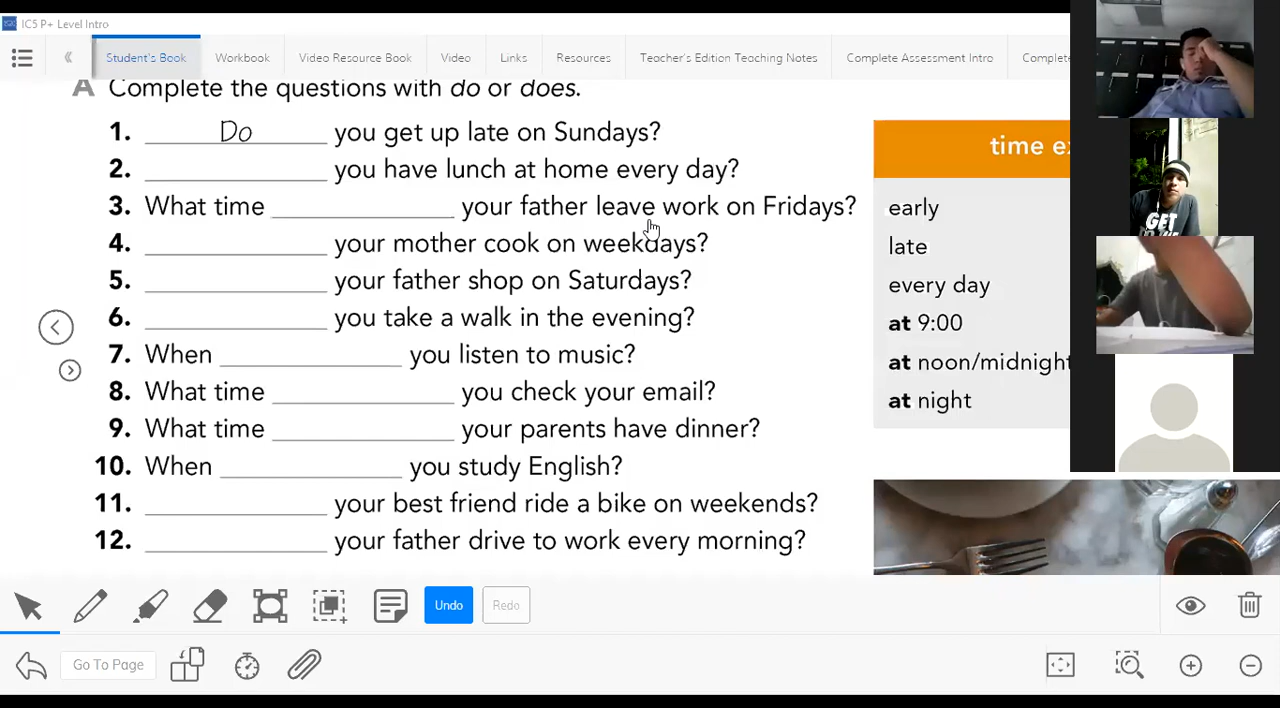 IC5 P+ Level Intro
Student's Book Workbook Video Resource Book Video Links Resources Teacher's Edition Teaching Notes Complete Assessment Intro Complete
A Complete the questions with do or does.
1. Do you get up late on Sundays?
2. you have lunch at home every day?
3. What time your father leave work on Fridays?
4. your mother cook on weekdays?
5. your father shop on Saturdays?
6. you take a walk in the evening?
7. When you listen to music?
8. What time you check your email?
9. What time your parents have dinner?
10. When you study English?
11. your best friend ride a bike on weekends?
12. your father drive to work every morning?
time
early
late
every day
at 9:00
at noon/midnight
at night
GET
Undo Redo
Go To Page